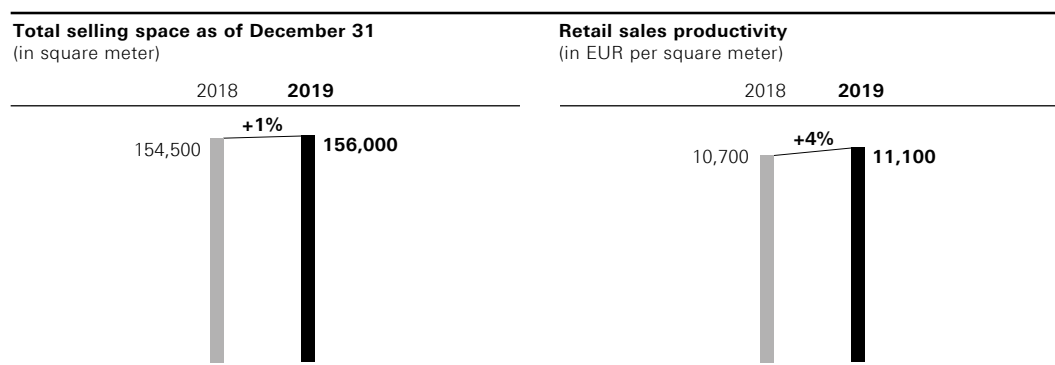 Total selling space as of December 31
(in square meter)
2018 2019
+1%
154,500 156,000
Retail sales productivity
(in EUR per square meter)
2018 2019
+4%
10,700 11,100